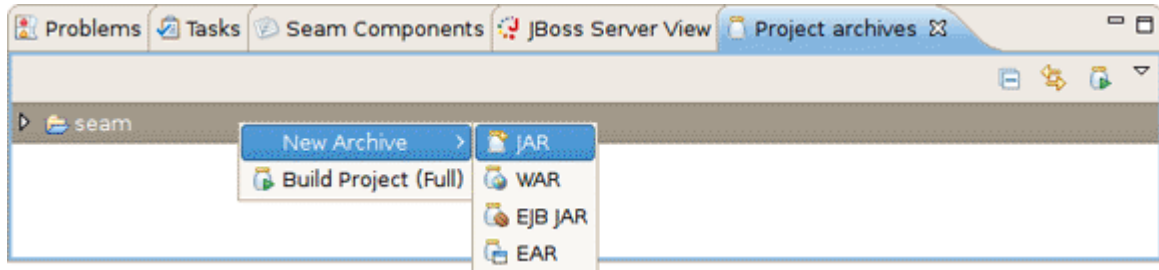 Problems Tasks Seam Components JBoss Server View Project archives
seam
New Archive JAR
Build Project (Full) WAR
EJB JAR
EAR